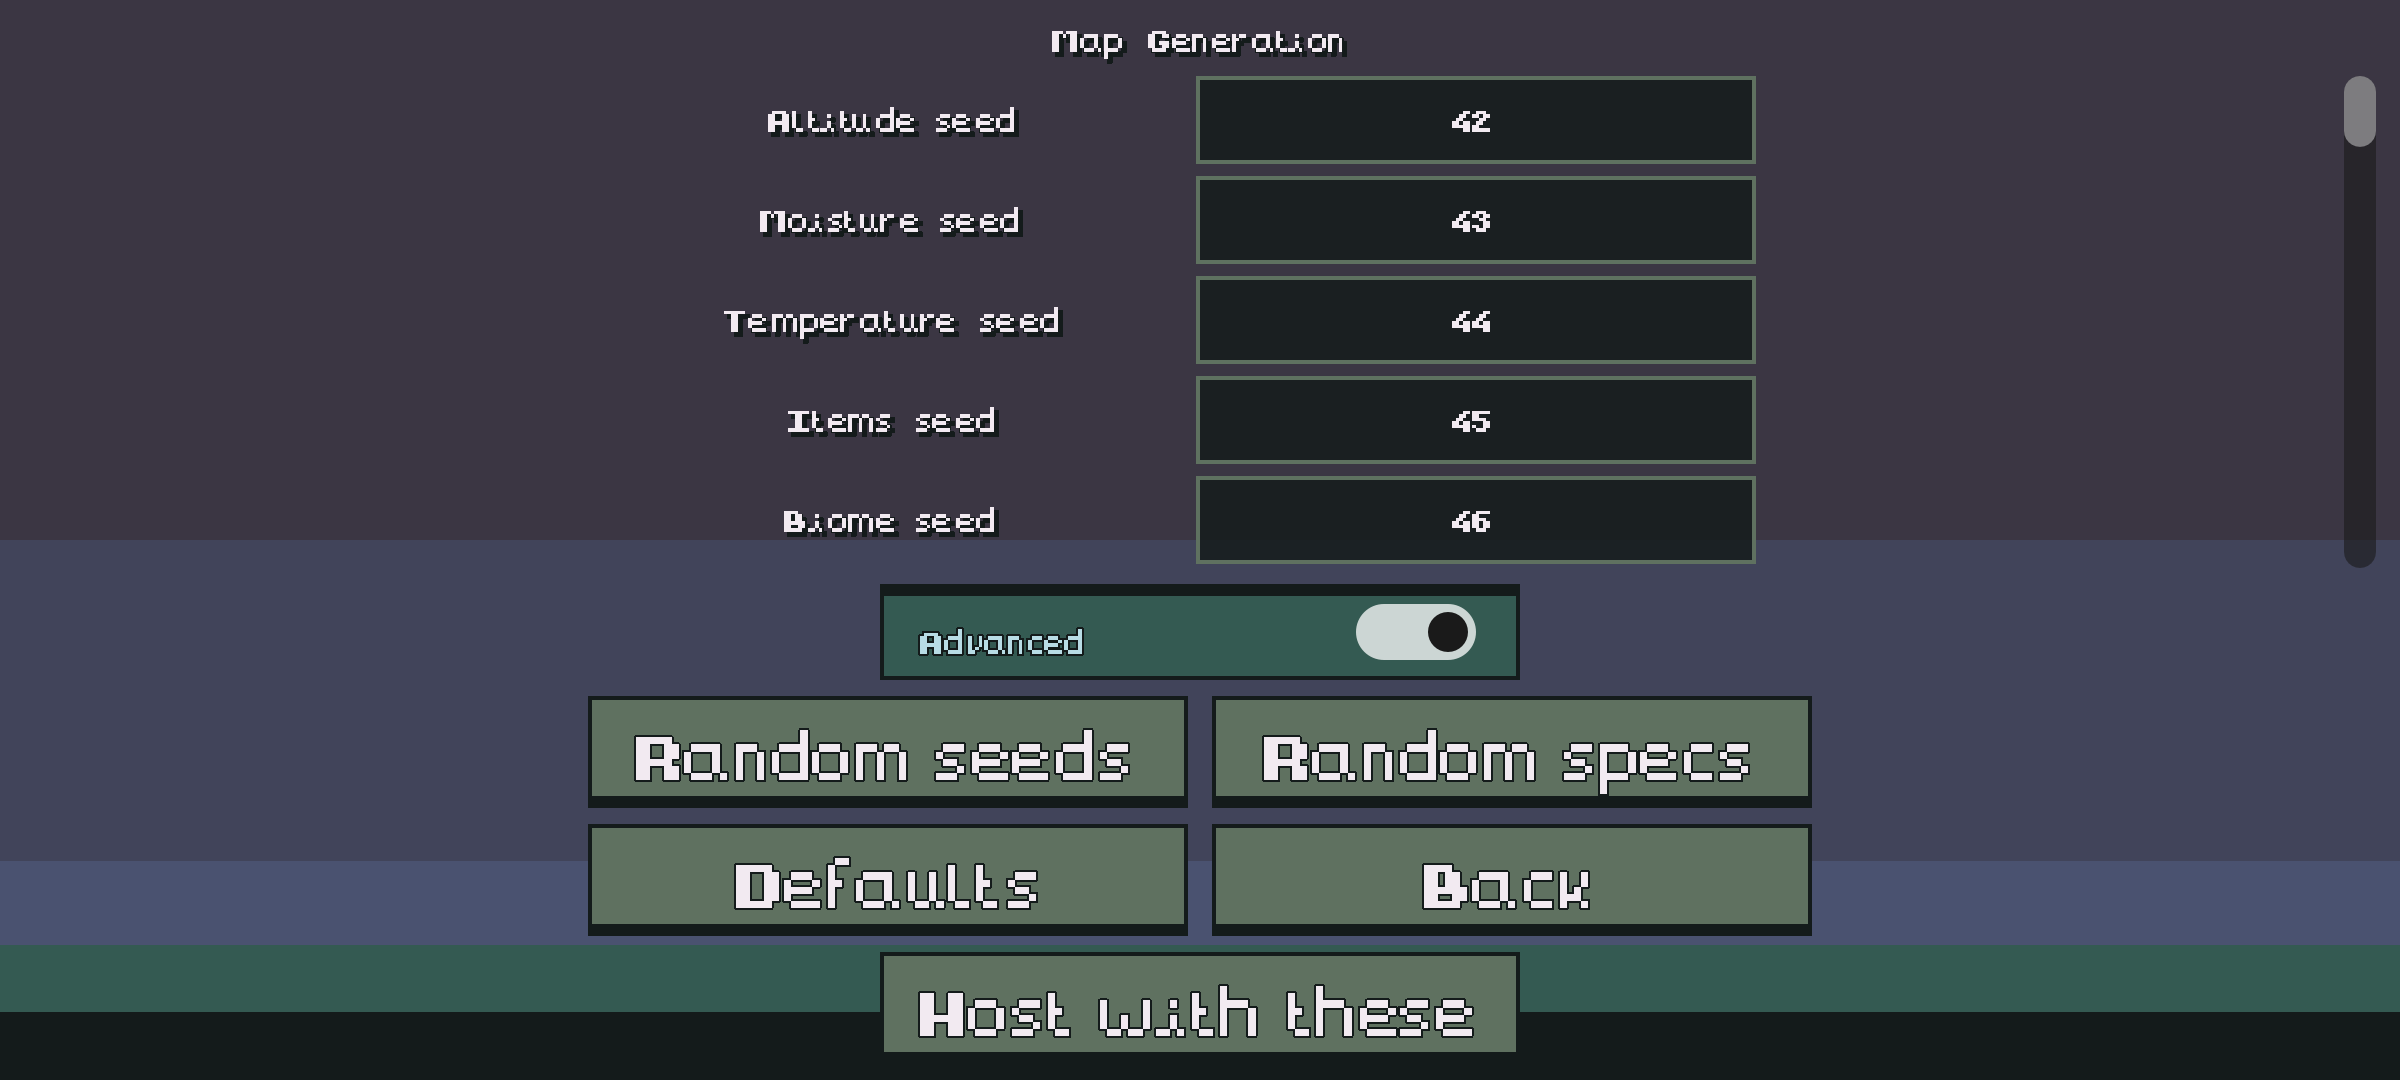 Map Generation
Altitude seed 42
Moisture seed 43
Temperature seed 44
Items seed 45
Biome seed 46
Advanced
Random seeds Random specs
Defaults Back
Host with these